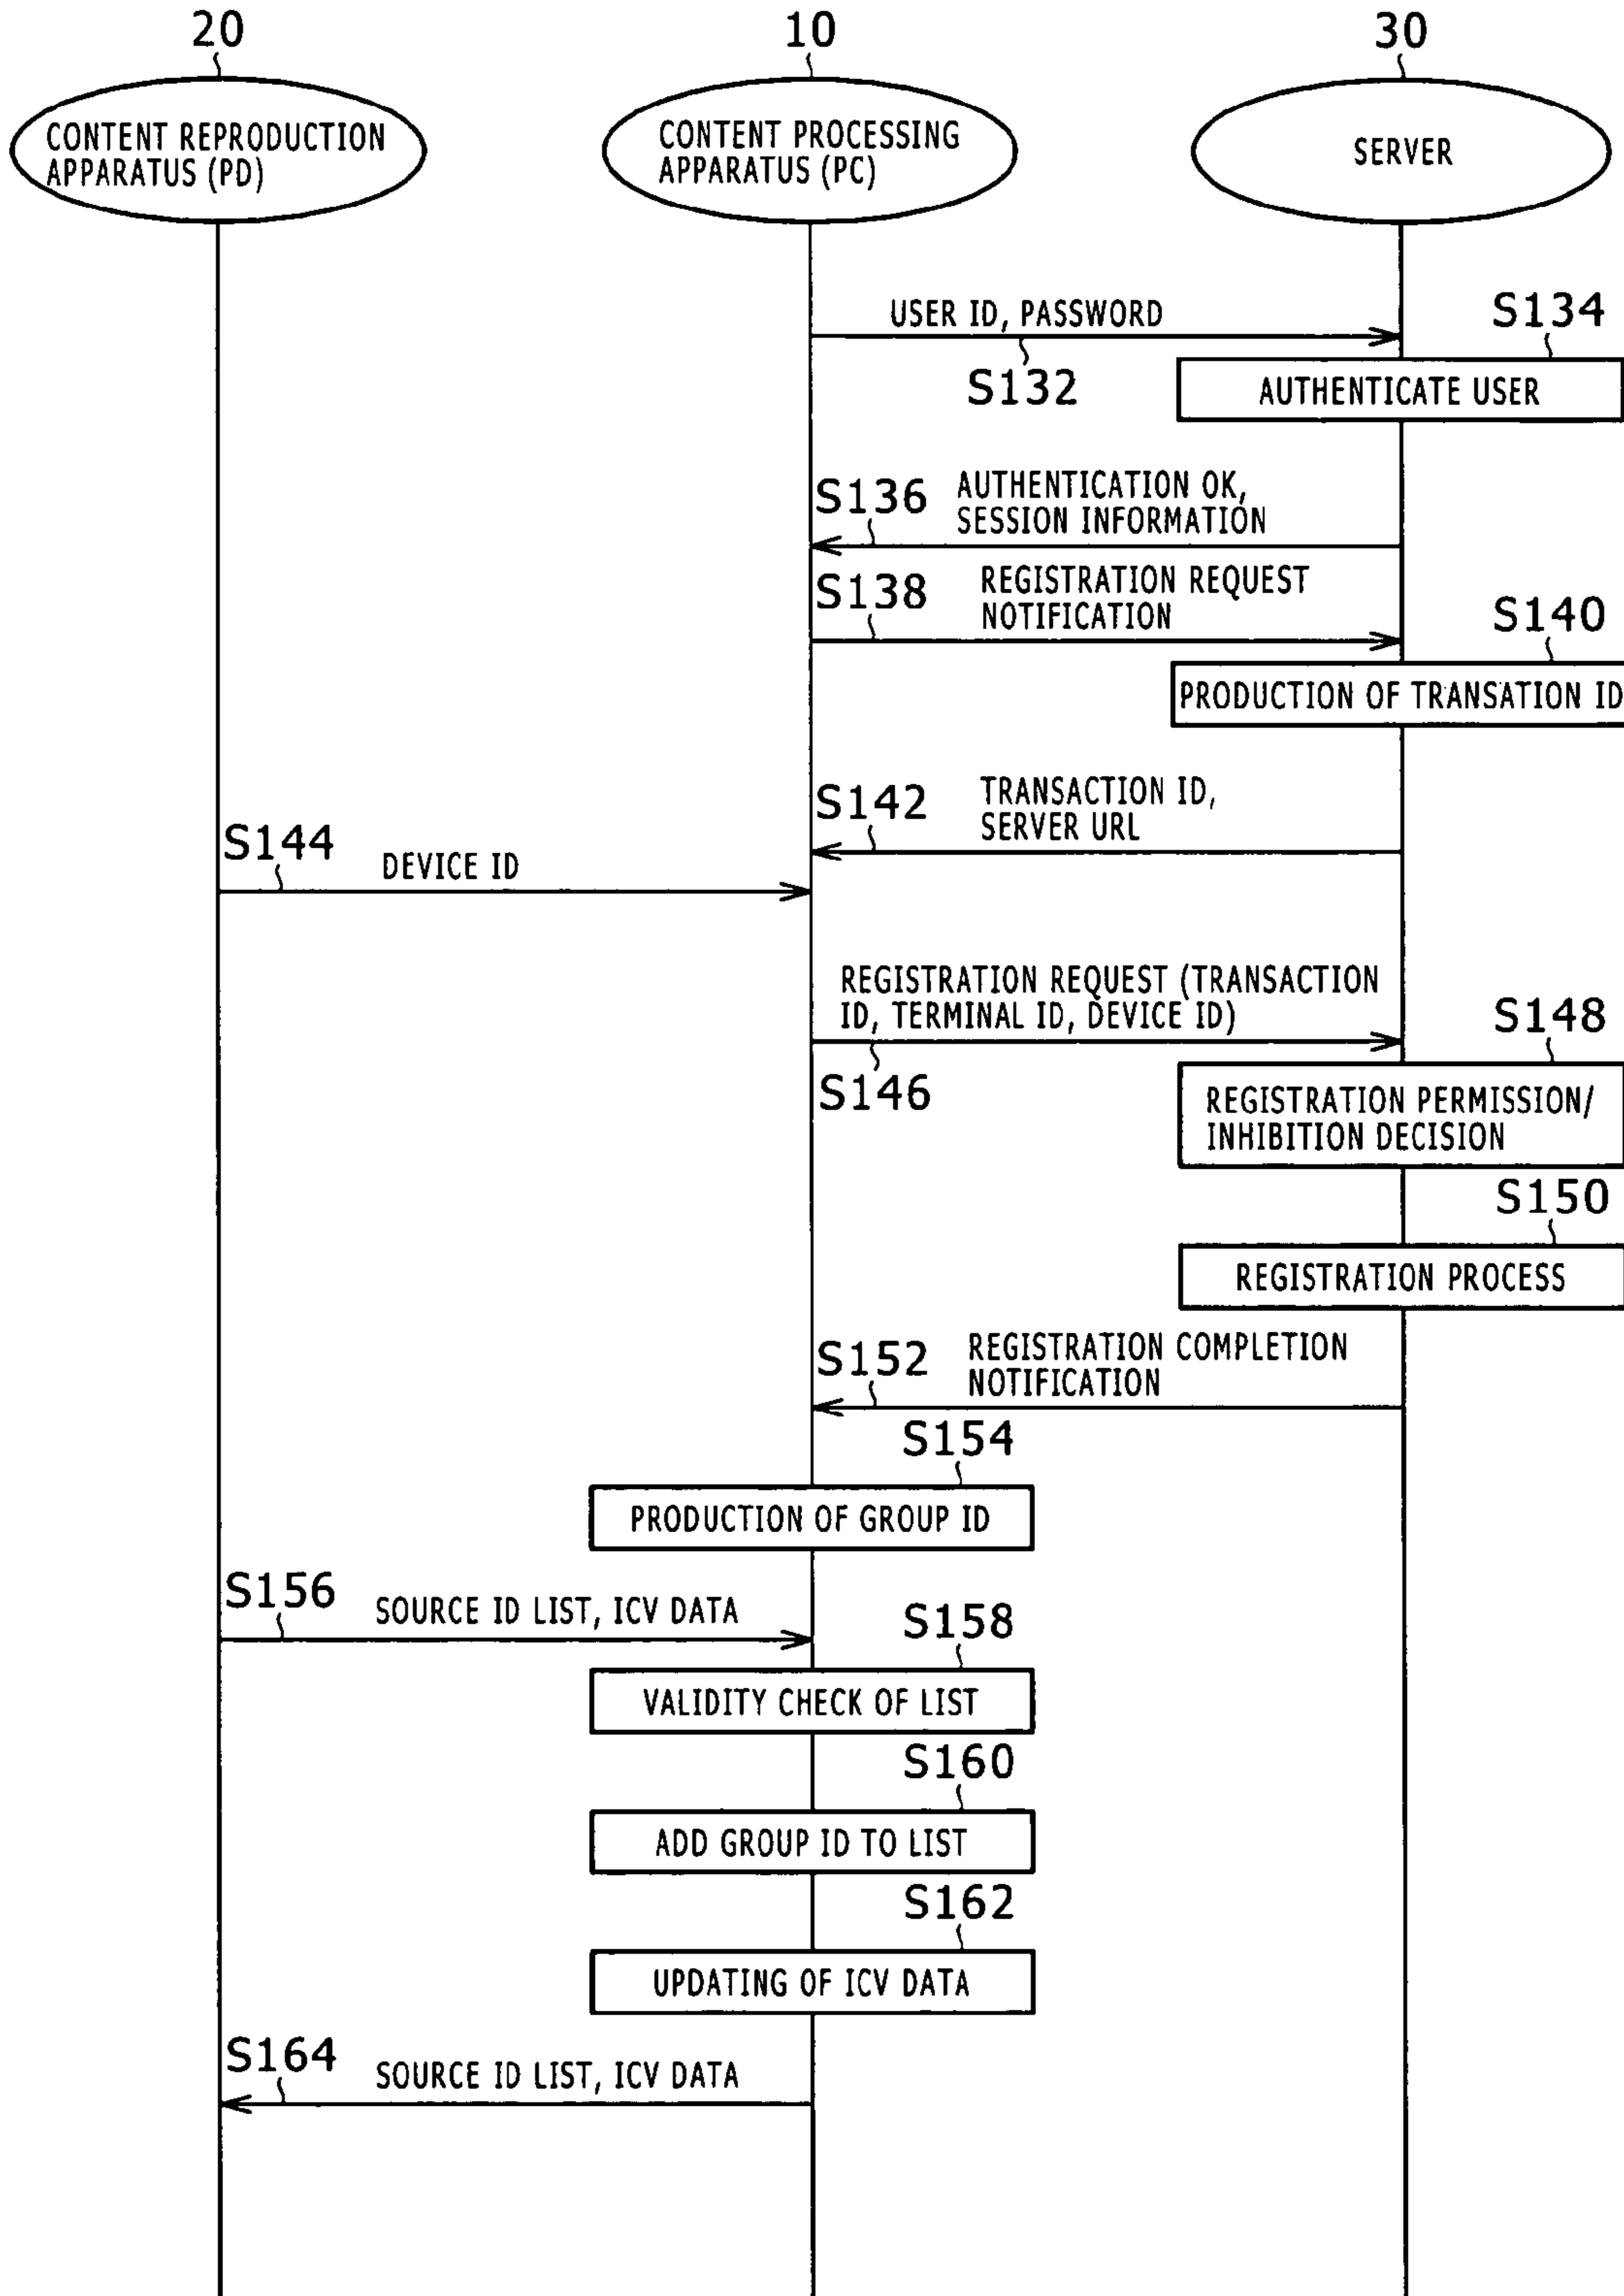 20
10
30
CONTENT REPRODUCTION
APPARATUS (PD)
CONTENT PROCESSING
APPARATUS (PC)
SERVER
USER ID, PASSWORD
S132
S134
AUTHENTICATE USER
S136
AUTHENTICATION OK,
SESSION INFORMATION
S138
REGISTRATION REQUEST
NOTIFICATION
S140
PRODUCTION OF TRANSATION ID
S142
TRANSACTION ID,
SERVER URL
S144
DEVICE ID
REGISTRATION REQUEST (TRANSACTION
ID, TERMINAL ID, DEVICE ID)
S146
S148
REGISTRATION PERMISSION/
INHIBITION DECISION
S150
REGISTRATION PROCESS
S152
REGISTRATION COMPLETION
NOTIFICATION
S154
PRODUCTION OF GROUP ID
S156
SOURCE ID LIST, ICV DATA
S158
VALIDITY CHECK OF LIST
S160
ADD GROUP ID TO LIST
S162
UPDATING OF ICV DATA
S164
SOURCE ID LIST, ICV DATA